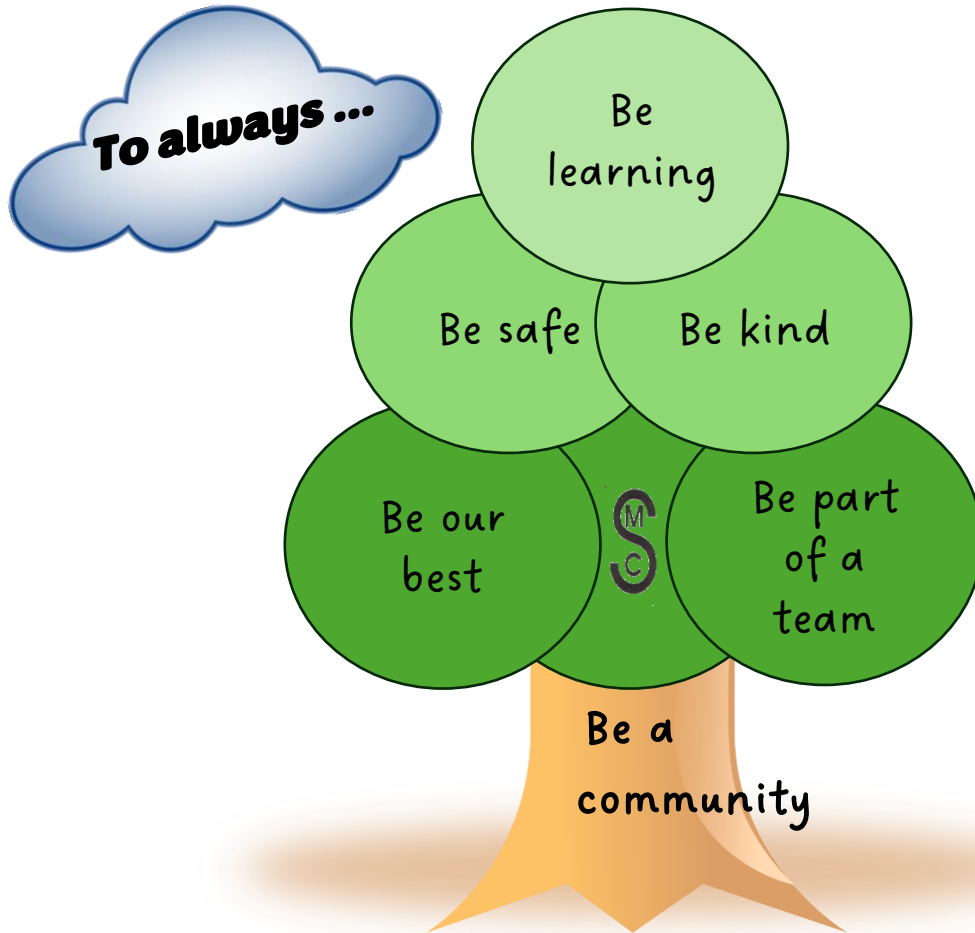 To always ...
Be
learning
Be safe
Be kind
Be our
best
M
S
C
Be part
of a
team
Be a
community